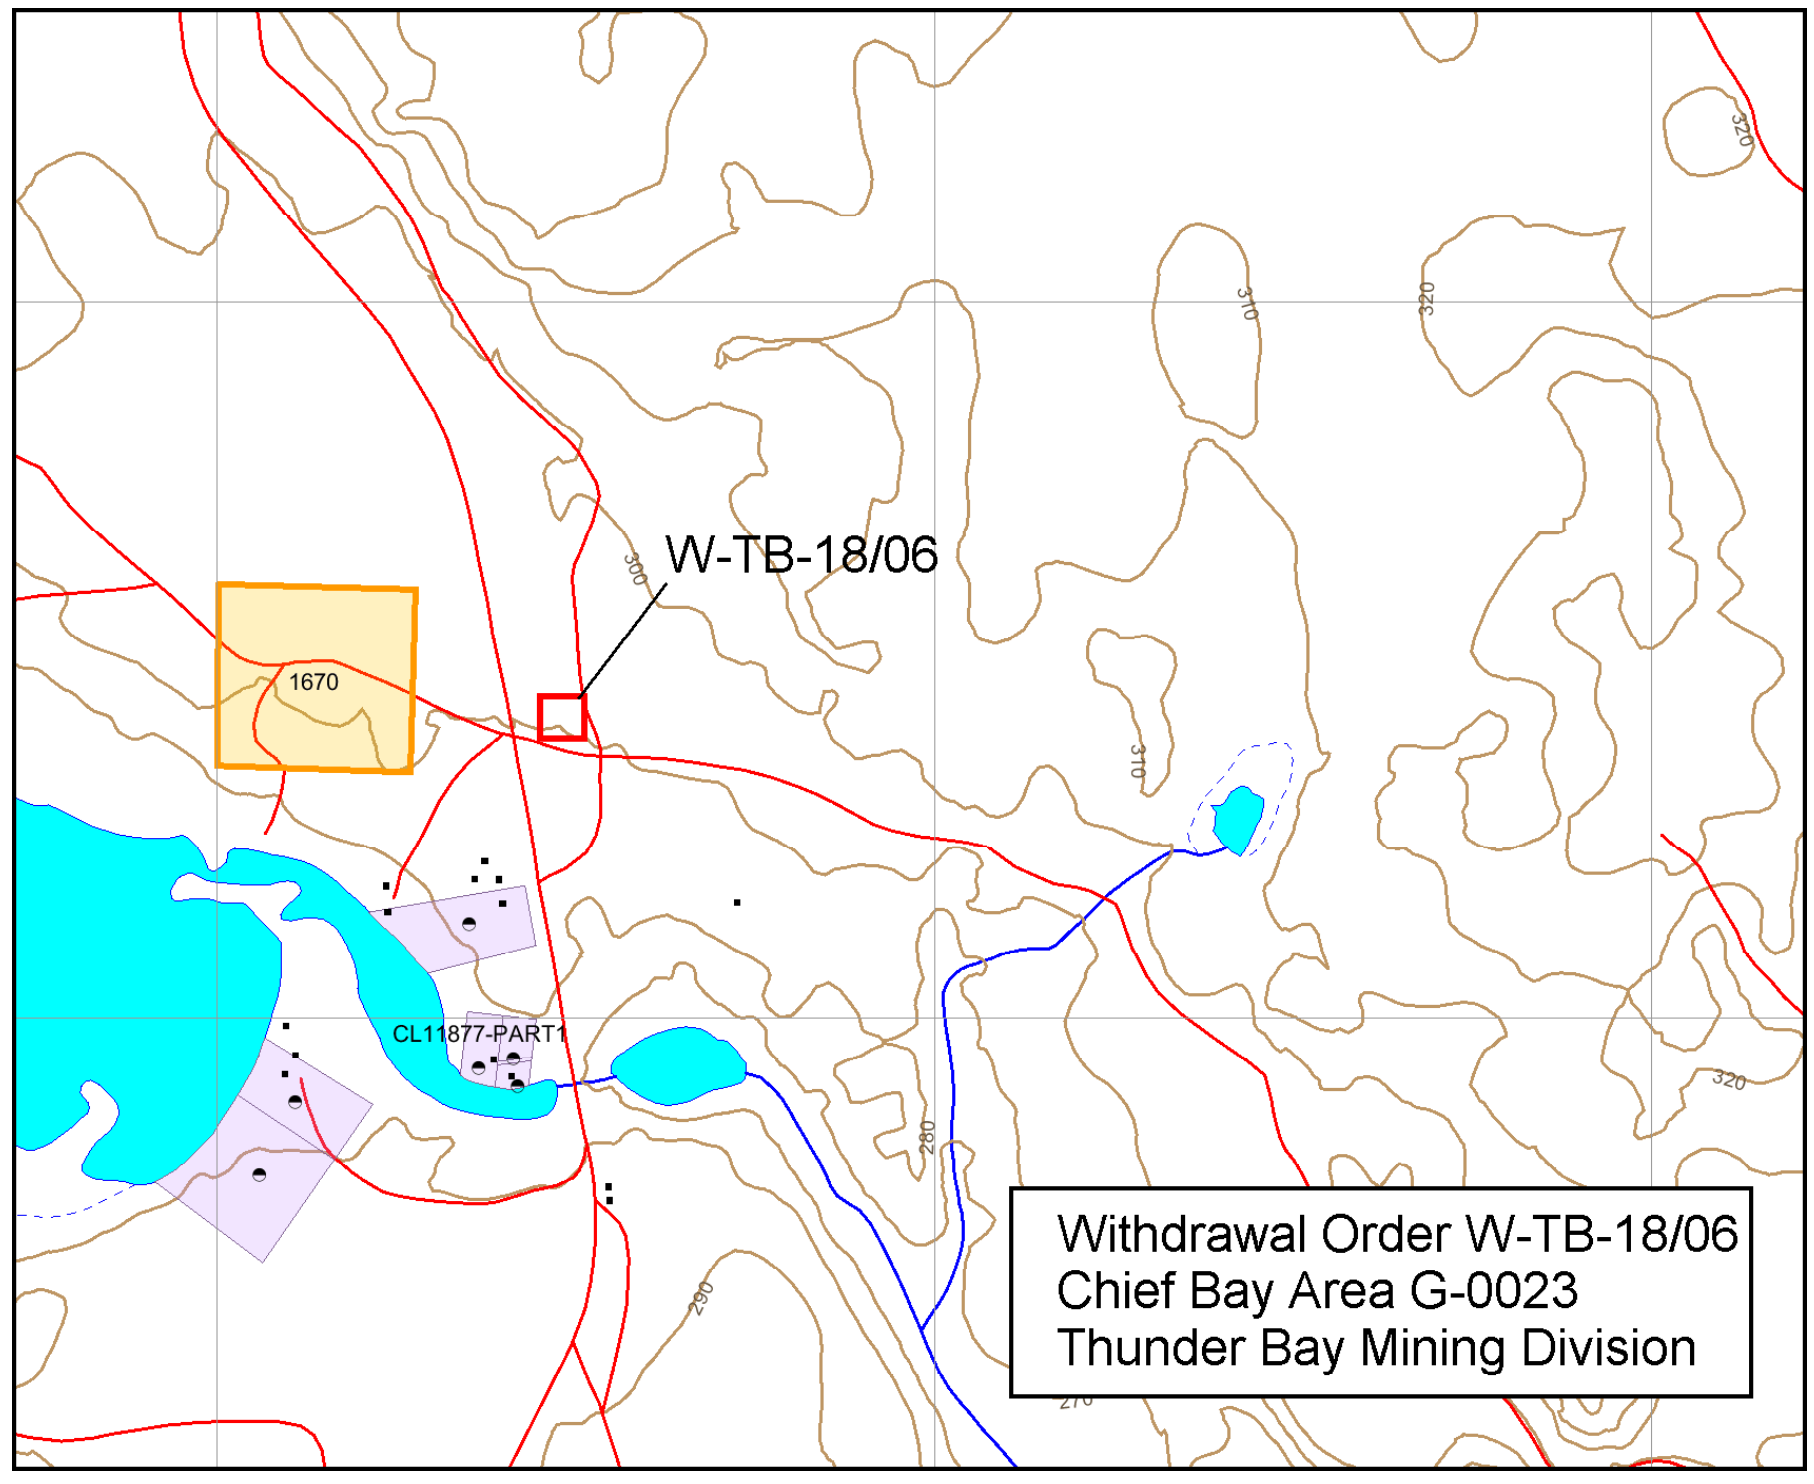 320
310
320
300
W-TB-18/06
1670
310
CL11877-PART1
320
280
290
Withdrawal Order W-TB-18/06
Chief Bay Area G-0023
Thunder Bay Mining Division
270